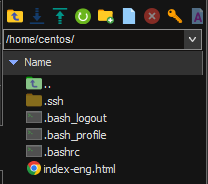 /home/centos/
Name
..
.ssh
.bash_logout
.bash_profile
.bashrc
index-eng.html